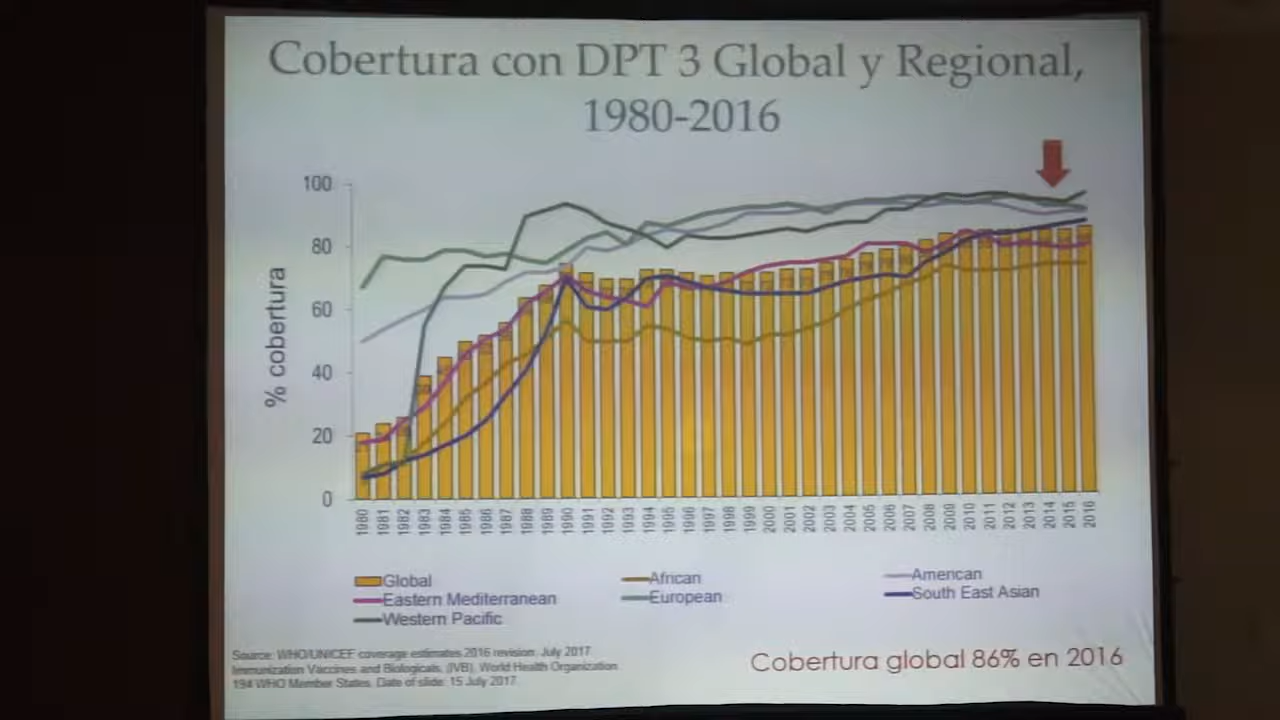 Cobertura con DPT 3 Global y Regional,
1980-2016
100
80
60
40
20
0
% cobertura
1980 1981 1982 1983 1984 1985 1986 1987 1988 1989 1990 1991 1992 1993 1994 1995 1996 1997 1998 1999 2000 2001 2002 2003 2004 2005 2006 2007 2008 2009 2010 2011 2012 2013 2014 2015 2016
Global African American
Eastern Mediterranean European South East Asian
Western Pacific
Source: WHO/UNICEF coverage estimates 2016 revision. July 2017
Immunization Vaccines and Biologicals, (IVB), World Health Organization.
194 WHO Member States. Date of slide: 15 July 2017.
Cobertura global 86% en 2016